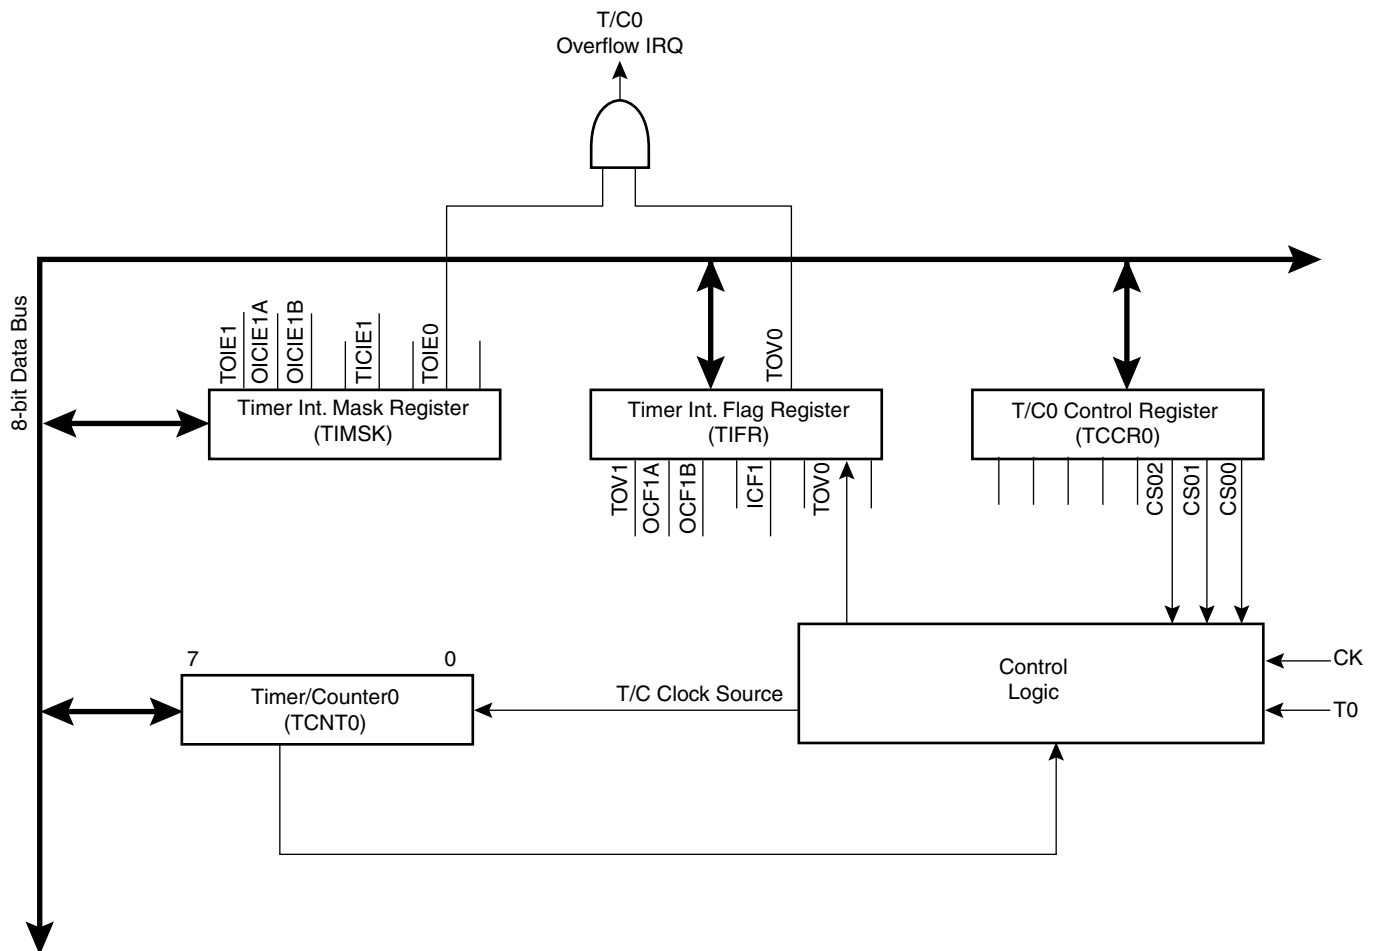 T/C0
Overflow IRQ
8-bit Data Bus
TOIE1
OICIE1A
OICIE1B
TICIE1
TOIE0
TOV0
Timer Int. Mask Register
(TIMSK)
Timer Int. Flag Register
(TIFR)
T/C0 Control Register
(TCCR0)
TOV1
OCF1A
OCF1B
ICF1
TOV0
CS02
CS01
CS00
7
0
Timer/Counter0
(TCNT0)
T/C Clock Source
Control
Logic
CK
T0